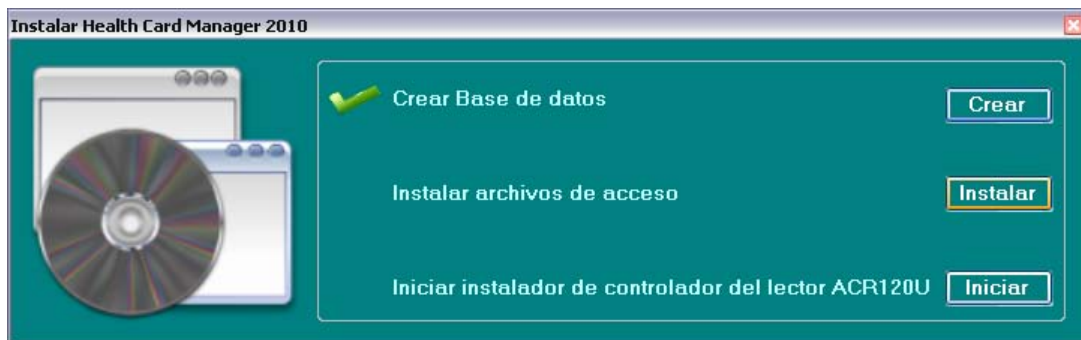 Instalar Health Card Manager 2010
Crear Base de datos
Crear
Instalar archivos de acceso
Instalar
Iniciar instalador de controlador del lector ACR120U
Iniciar